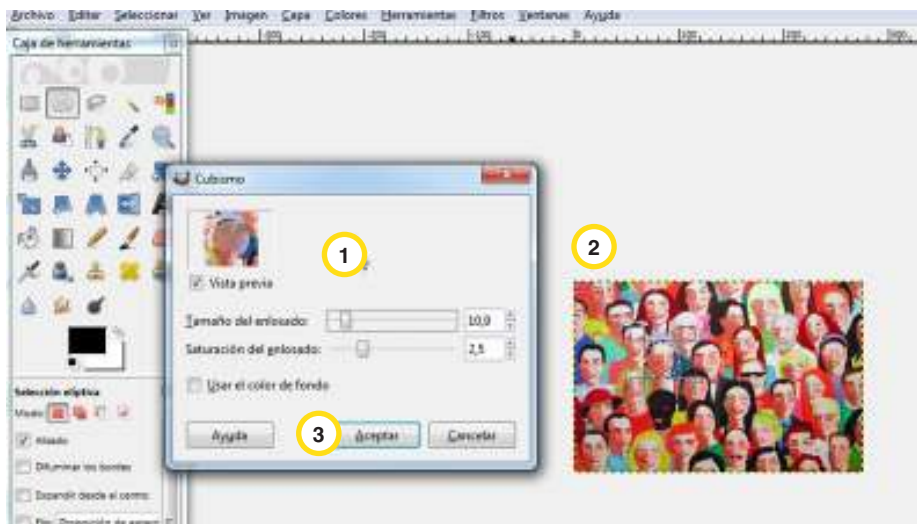 Archivo Editar Seleccionar Ver Imagen Capa Colores Herramientas Filtros Ventanas Ayuda
Caja de herramientas
Cubismo
1
2
Vista previa
Tamaño del enlosado: 10,0
Saturación del enlosado: 2,5
Usar el color de fondo
Ayuda
3
Aceptar
Cancelar
Selección elíptica
Modo:
Alisado
Difuminar los bordes
Expandir desde el centro